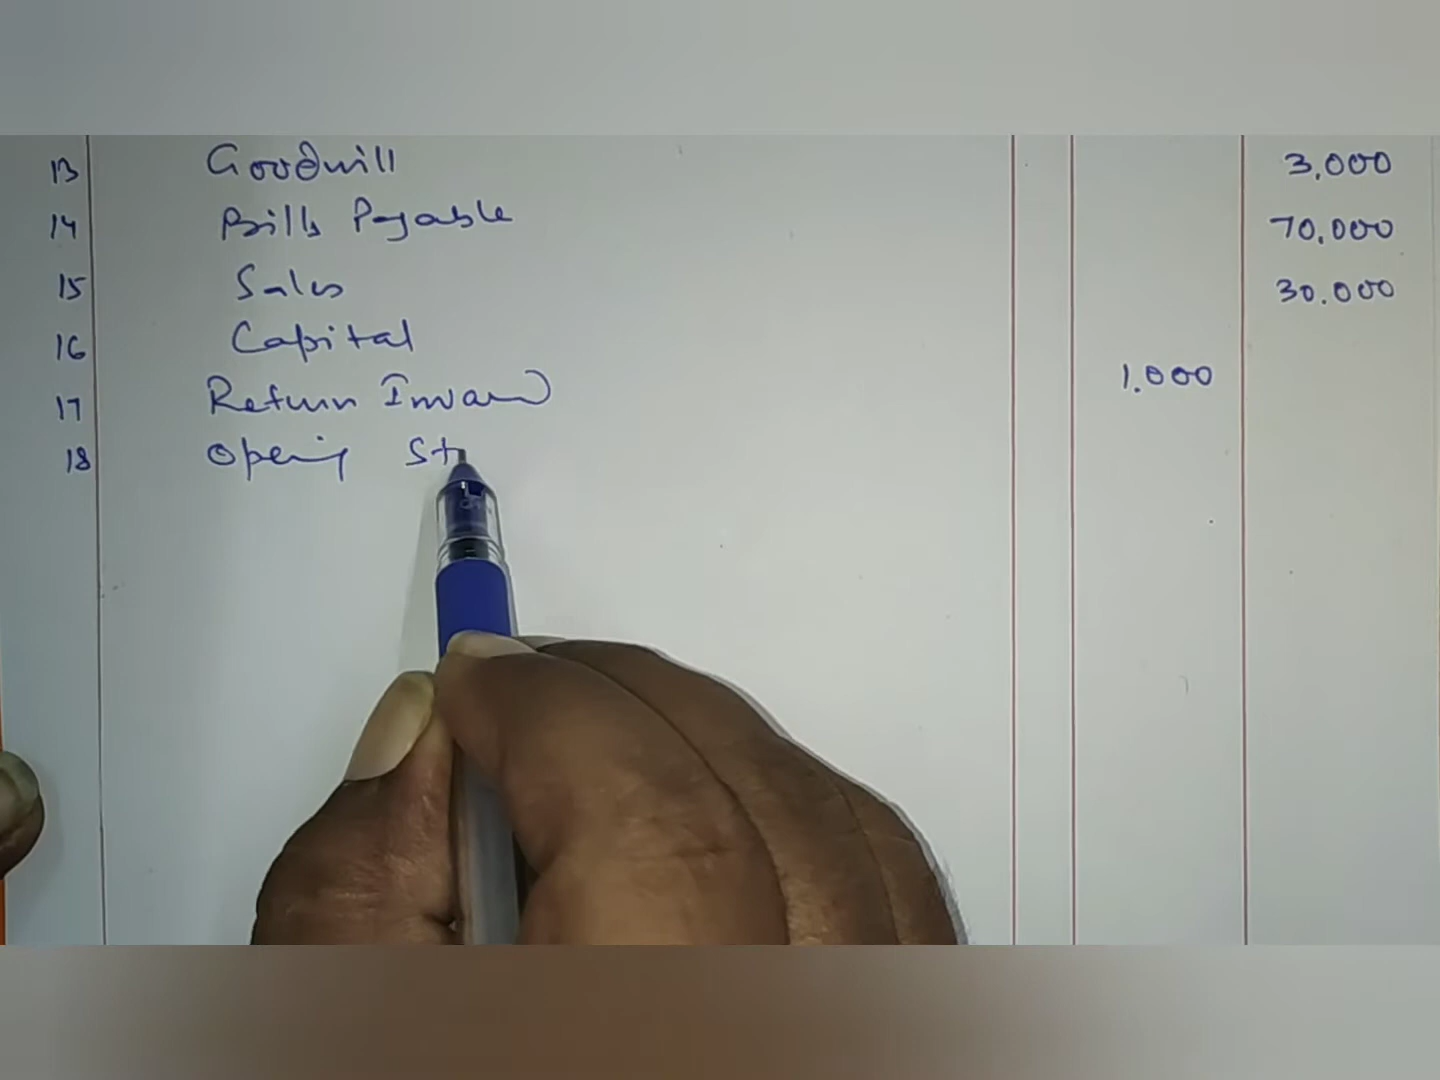 13 Goodwill 3,000
14 Bills Payable 70,000
15 Sales 30.000
16 Capital
17 Return Inward 1.000
18 Opening St